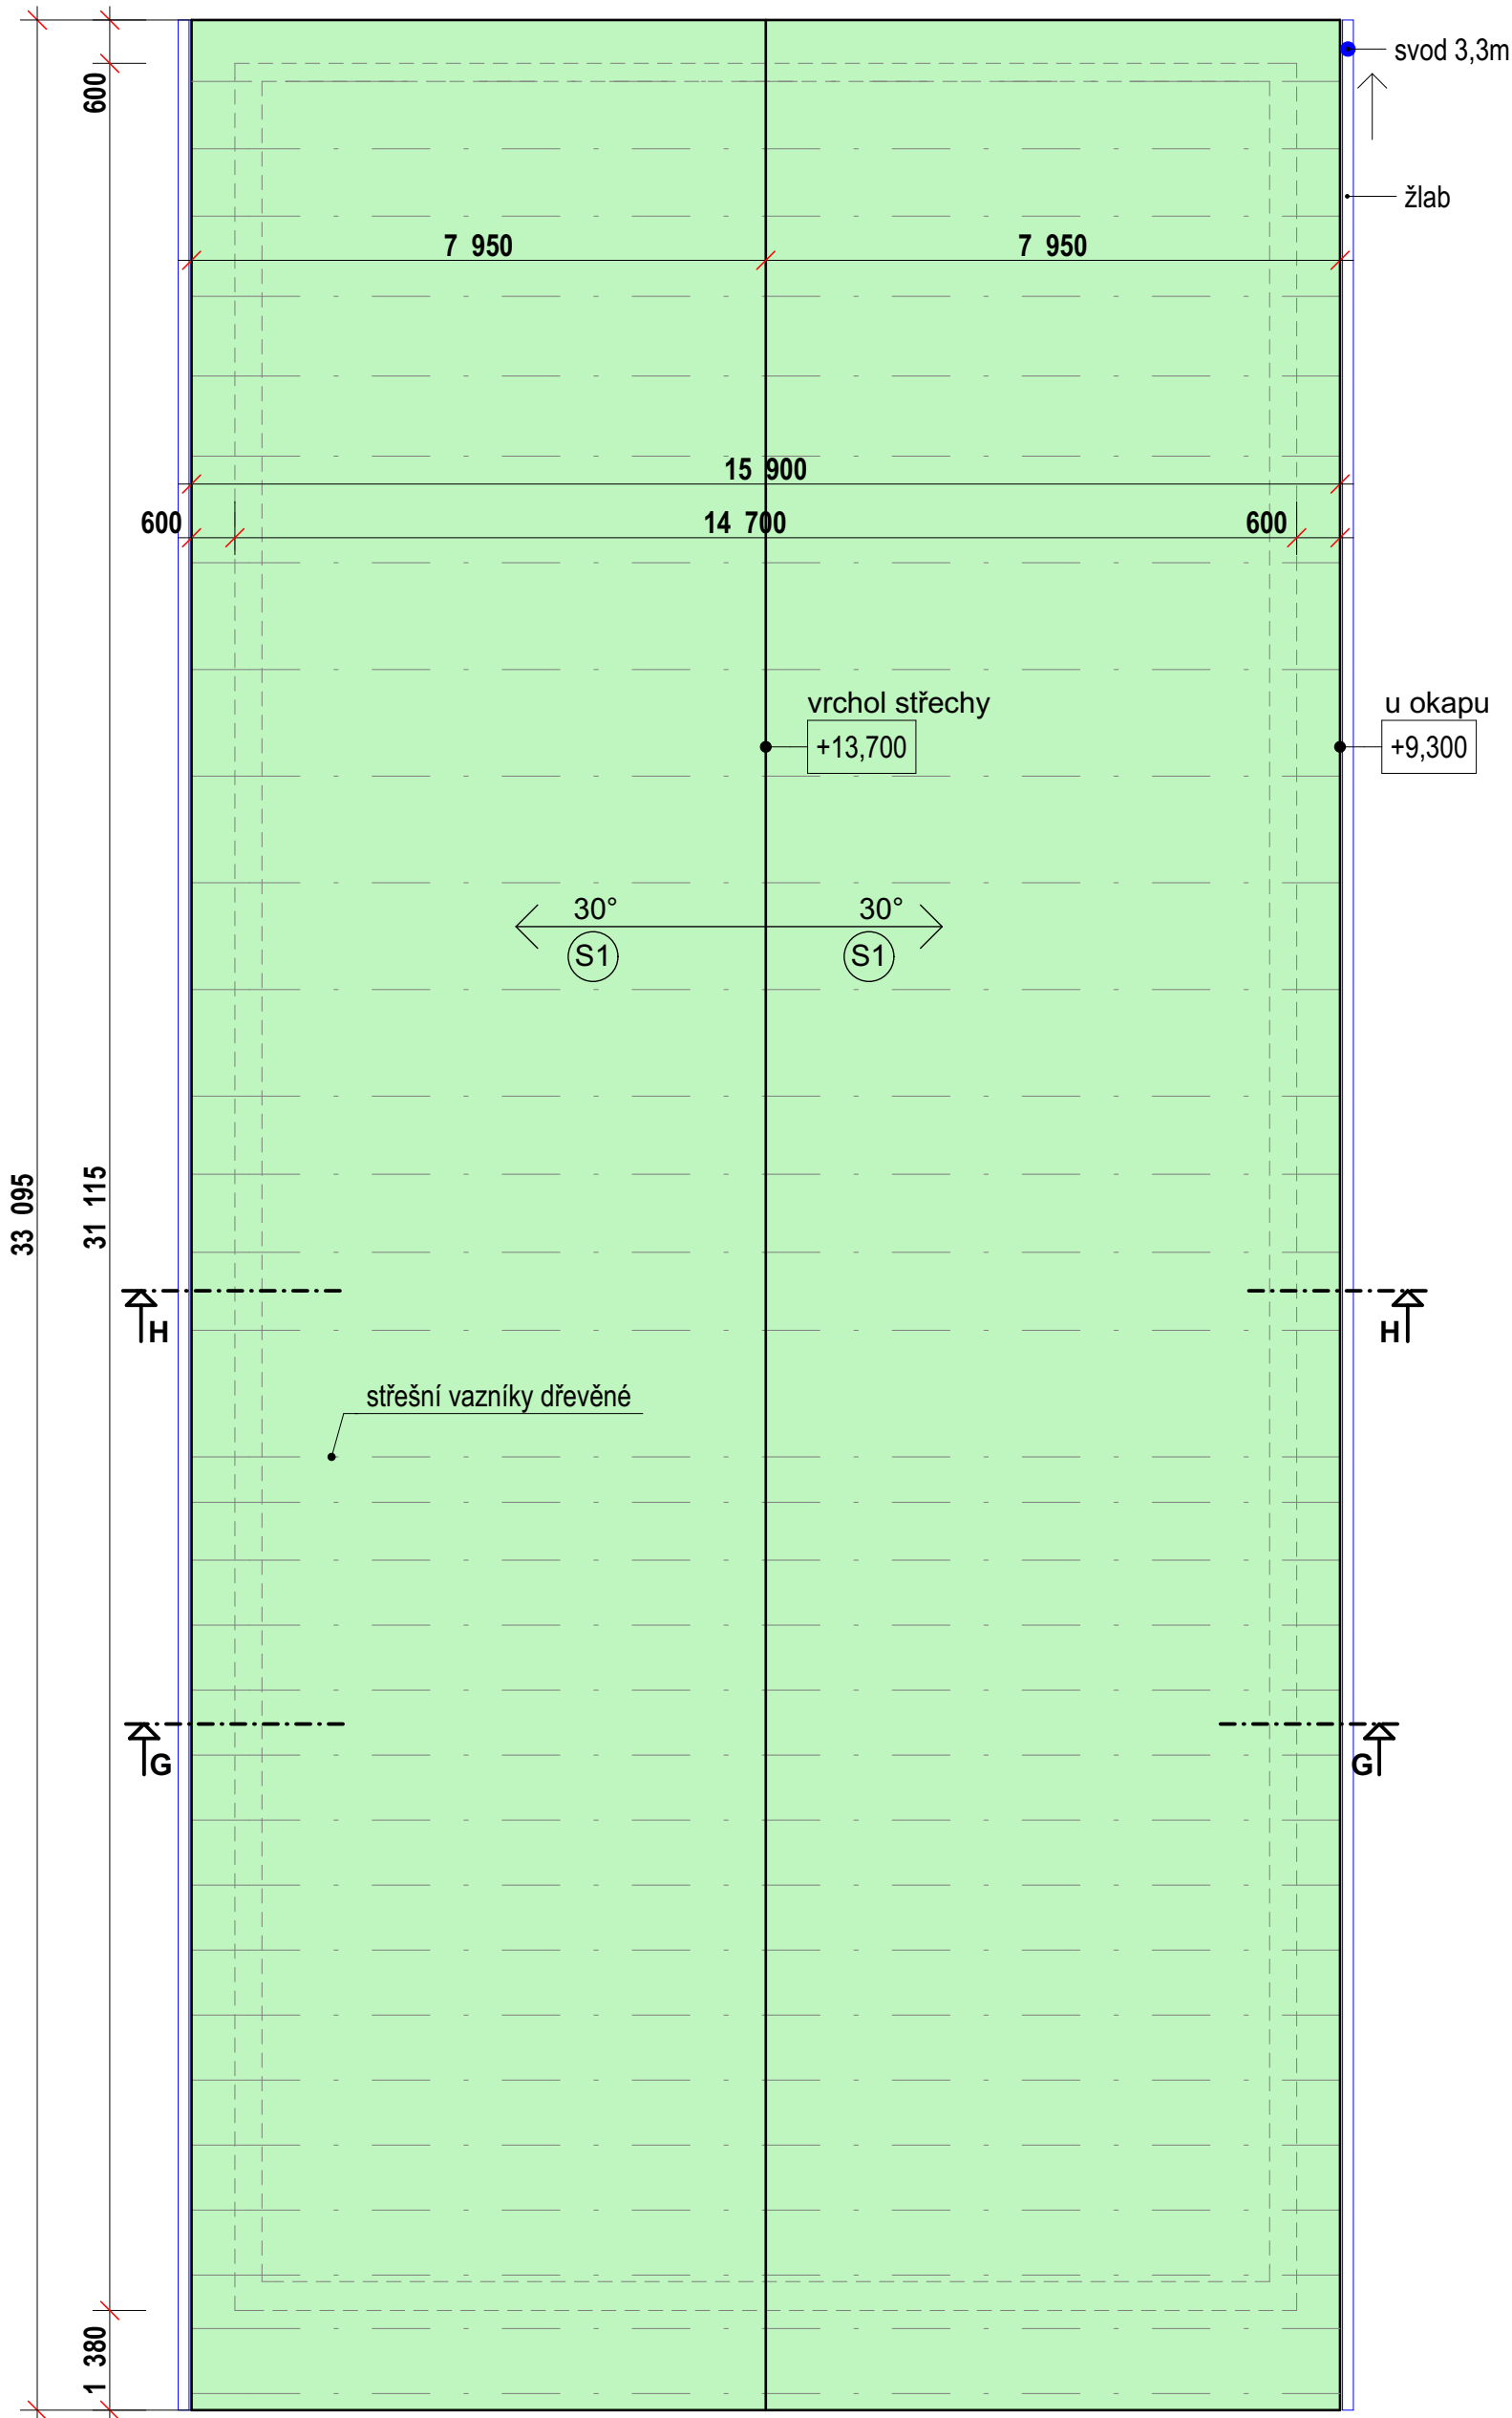 svod 3,3m
600
žlab
7 950
7 950
15 900
600
14 700
600
vrchol střechy
+13,700
u okapu
+9,300
30°
30°
S1
S1
33 095
31 115
H
H
střešní vazníky dřevěné
G
G
1 380